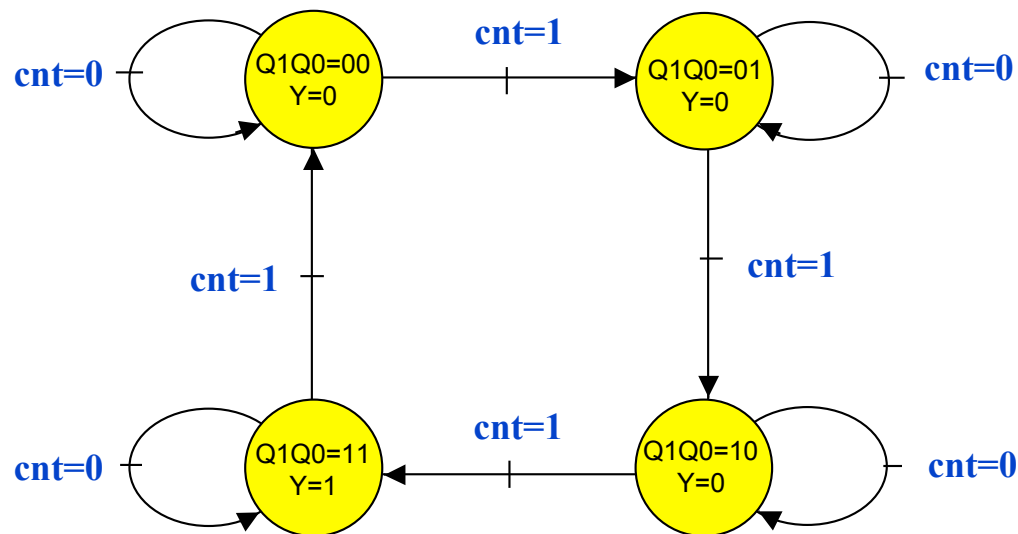 cnt=1
Q1Q0=00
Y=0
Q1Q0=01
Y=0
cnt=0
cnt=0
cnt=1
cnt=1
cnt=1
Q1Q0=11
Y=1
Q1Q0=10
Y=0
cnt=0
cnt=0